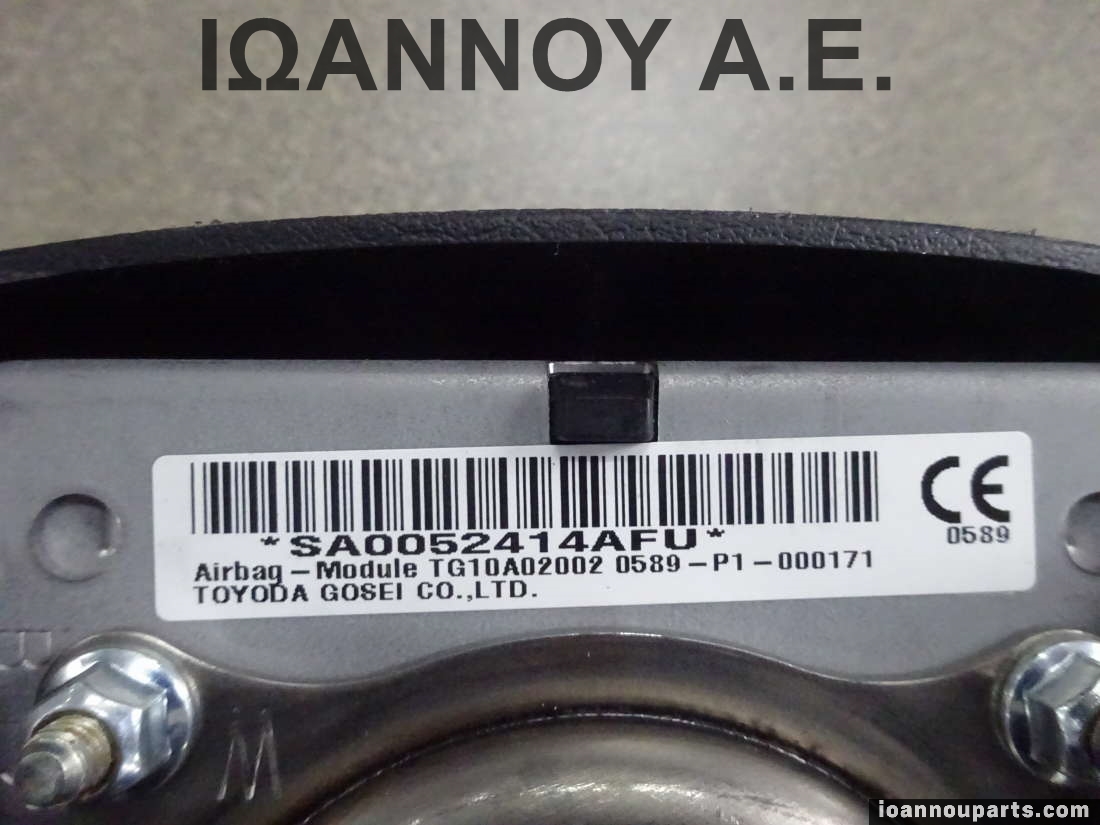 ΙΩΑΝΝΟΥ Α.Ε.
*SA0052414AFU*
CE
0589
Airbag-Module TG10A02002 0589-P1-000171
TOYODA GOSEI CO.,LTD.
M
ioannouparts.com